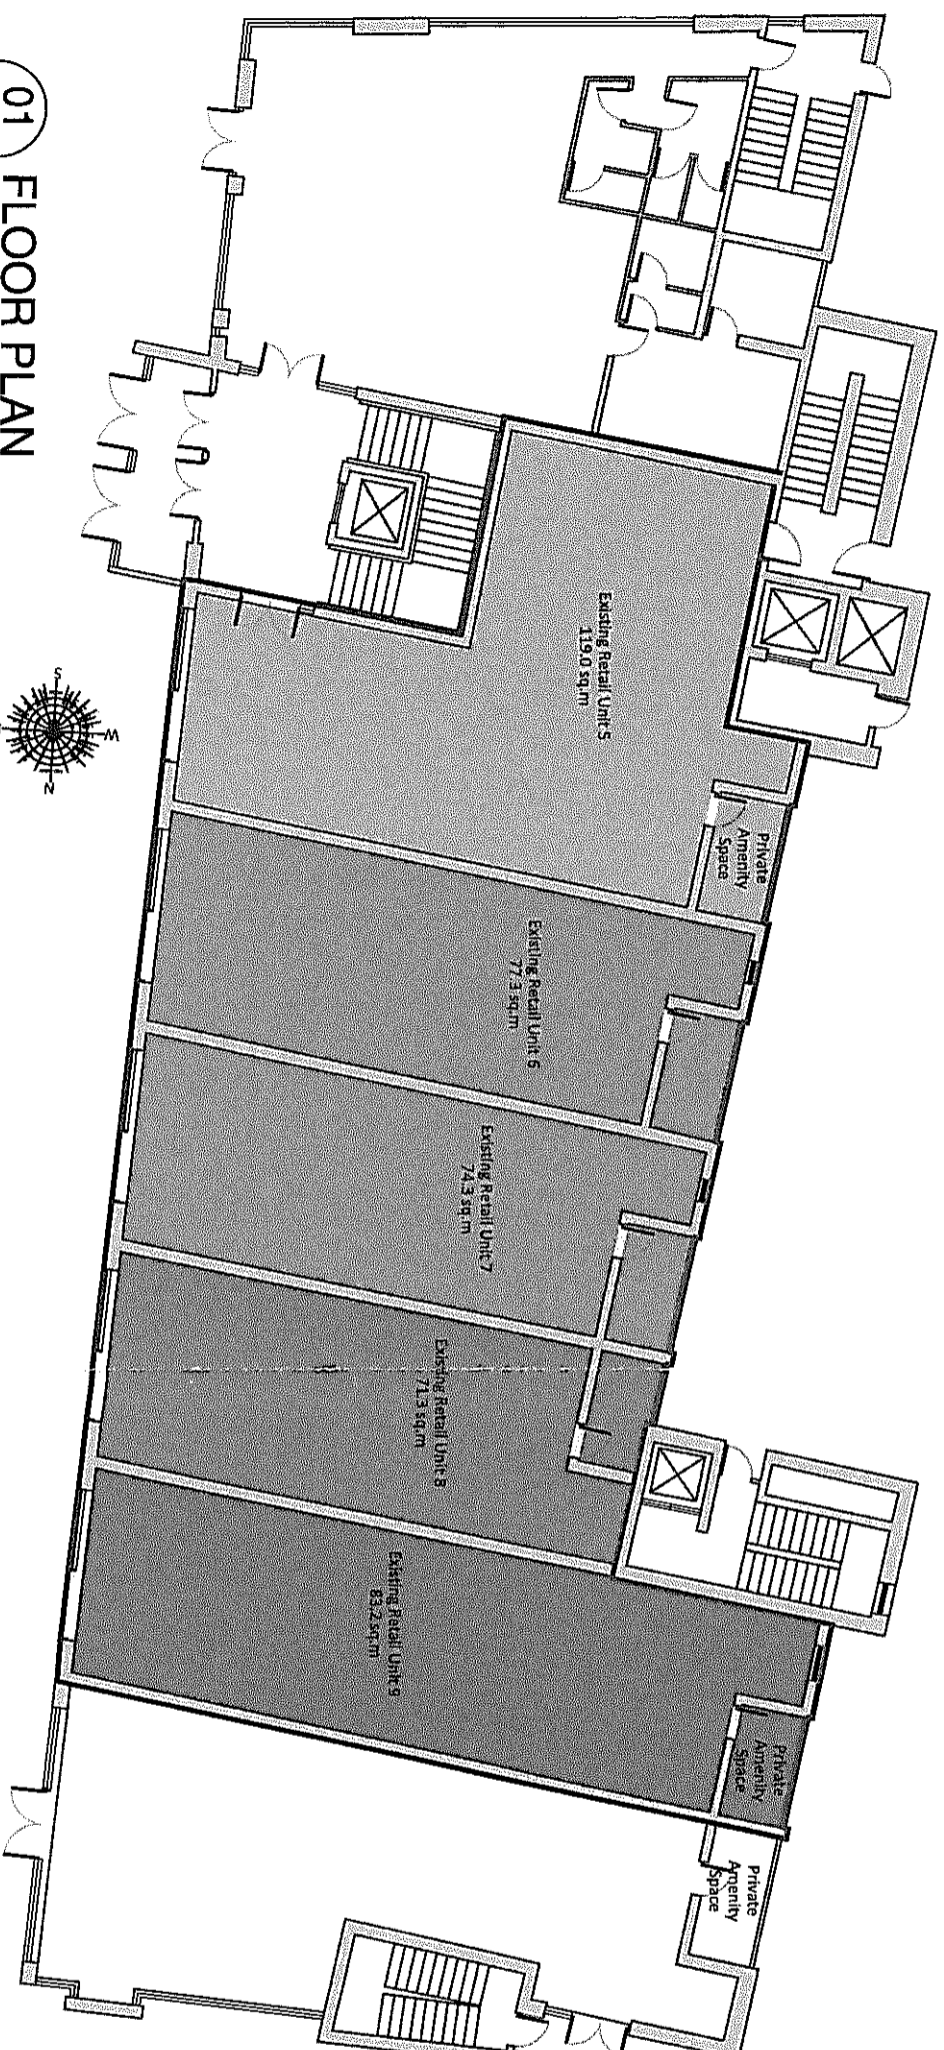 01 FLOOR PLAN
S
W
N
Existing Retail Unit 5
119.0 sq.m
Private
Amenity
Space
Existing Retail Unit 6
77.3 sq.m
Existing Retail Unit 7
74.3 sq.m
Existing Retail Unit 8
71.3 sq.m
Existing Retail Unit 9
83.2 sq.m
Private
Amenity
Space
Private
Amenity
Space